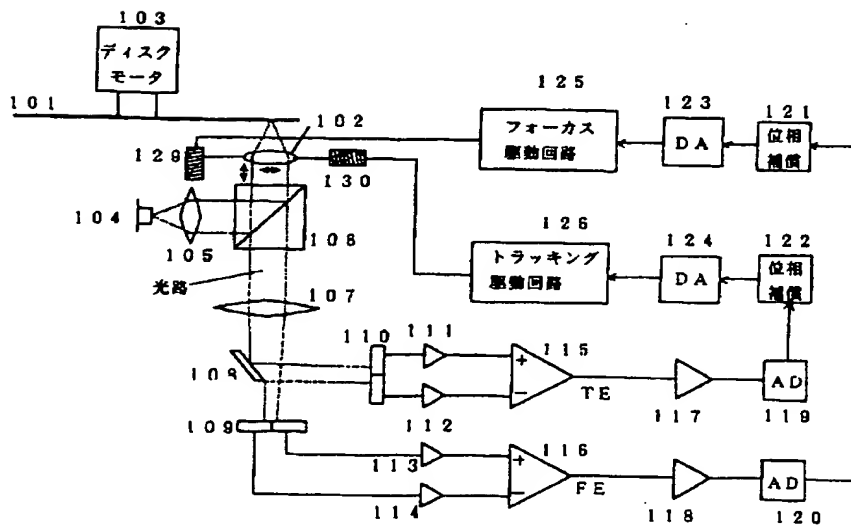 103
ディスク
モータ
101
102
125
123
121
フォーカス
駆動回路
DA
位相
補償
129
130
104
105
108
126
124
122
トラッキング
駆動回路
DA
位相
補償
光路
107
110
111
115
+
−
TE
117
AD
119
108
109
112
113
116
+
−
FE
118
AD
120
114